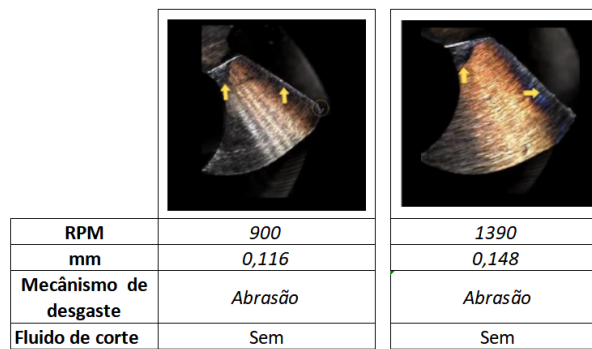 RPM 900 1390
mm 0,116 0,148
Mecânismo de
desgaste Abrasão Abrasão
Fluido de corte Sem Sem